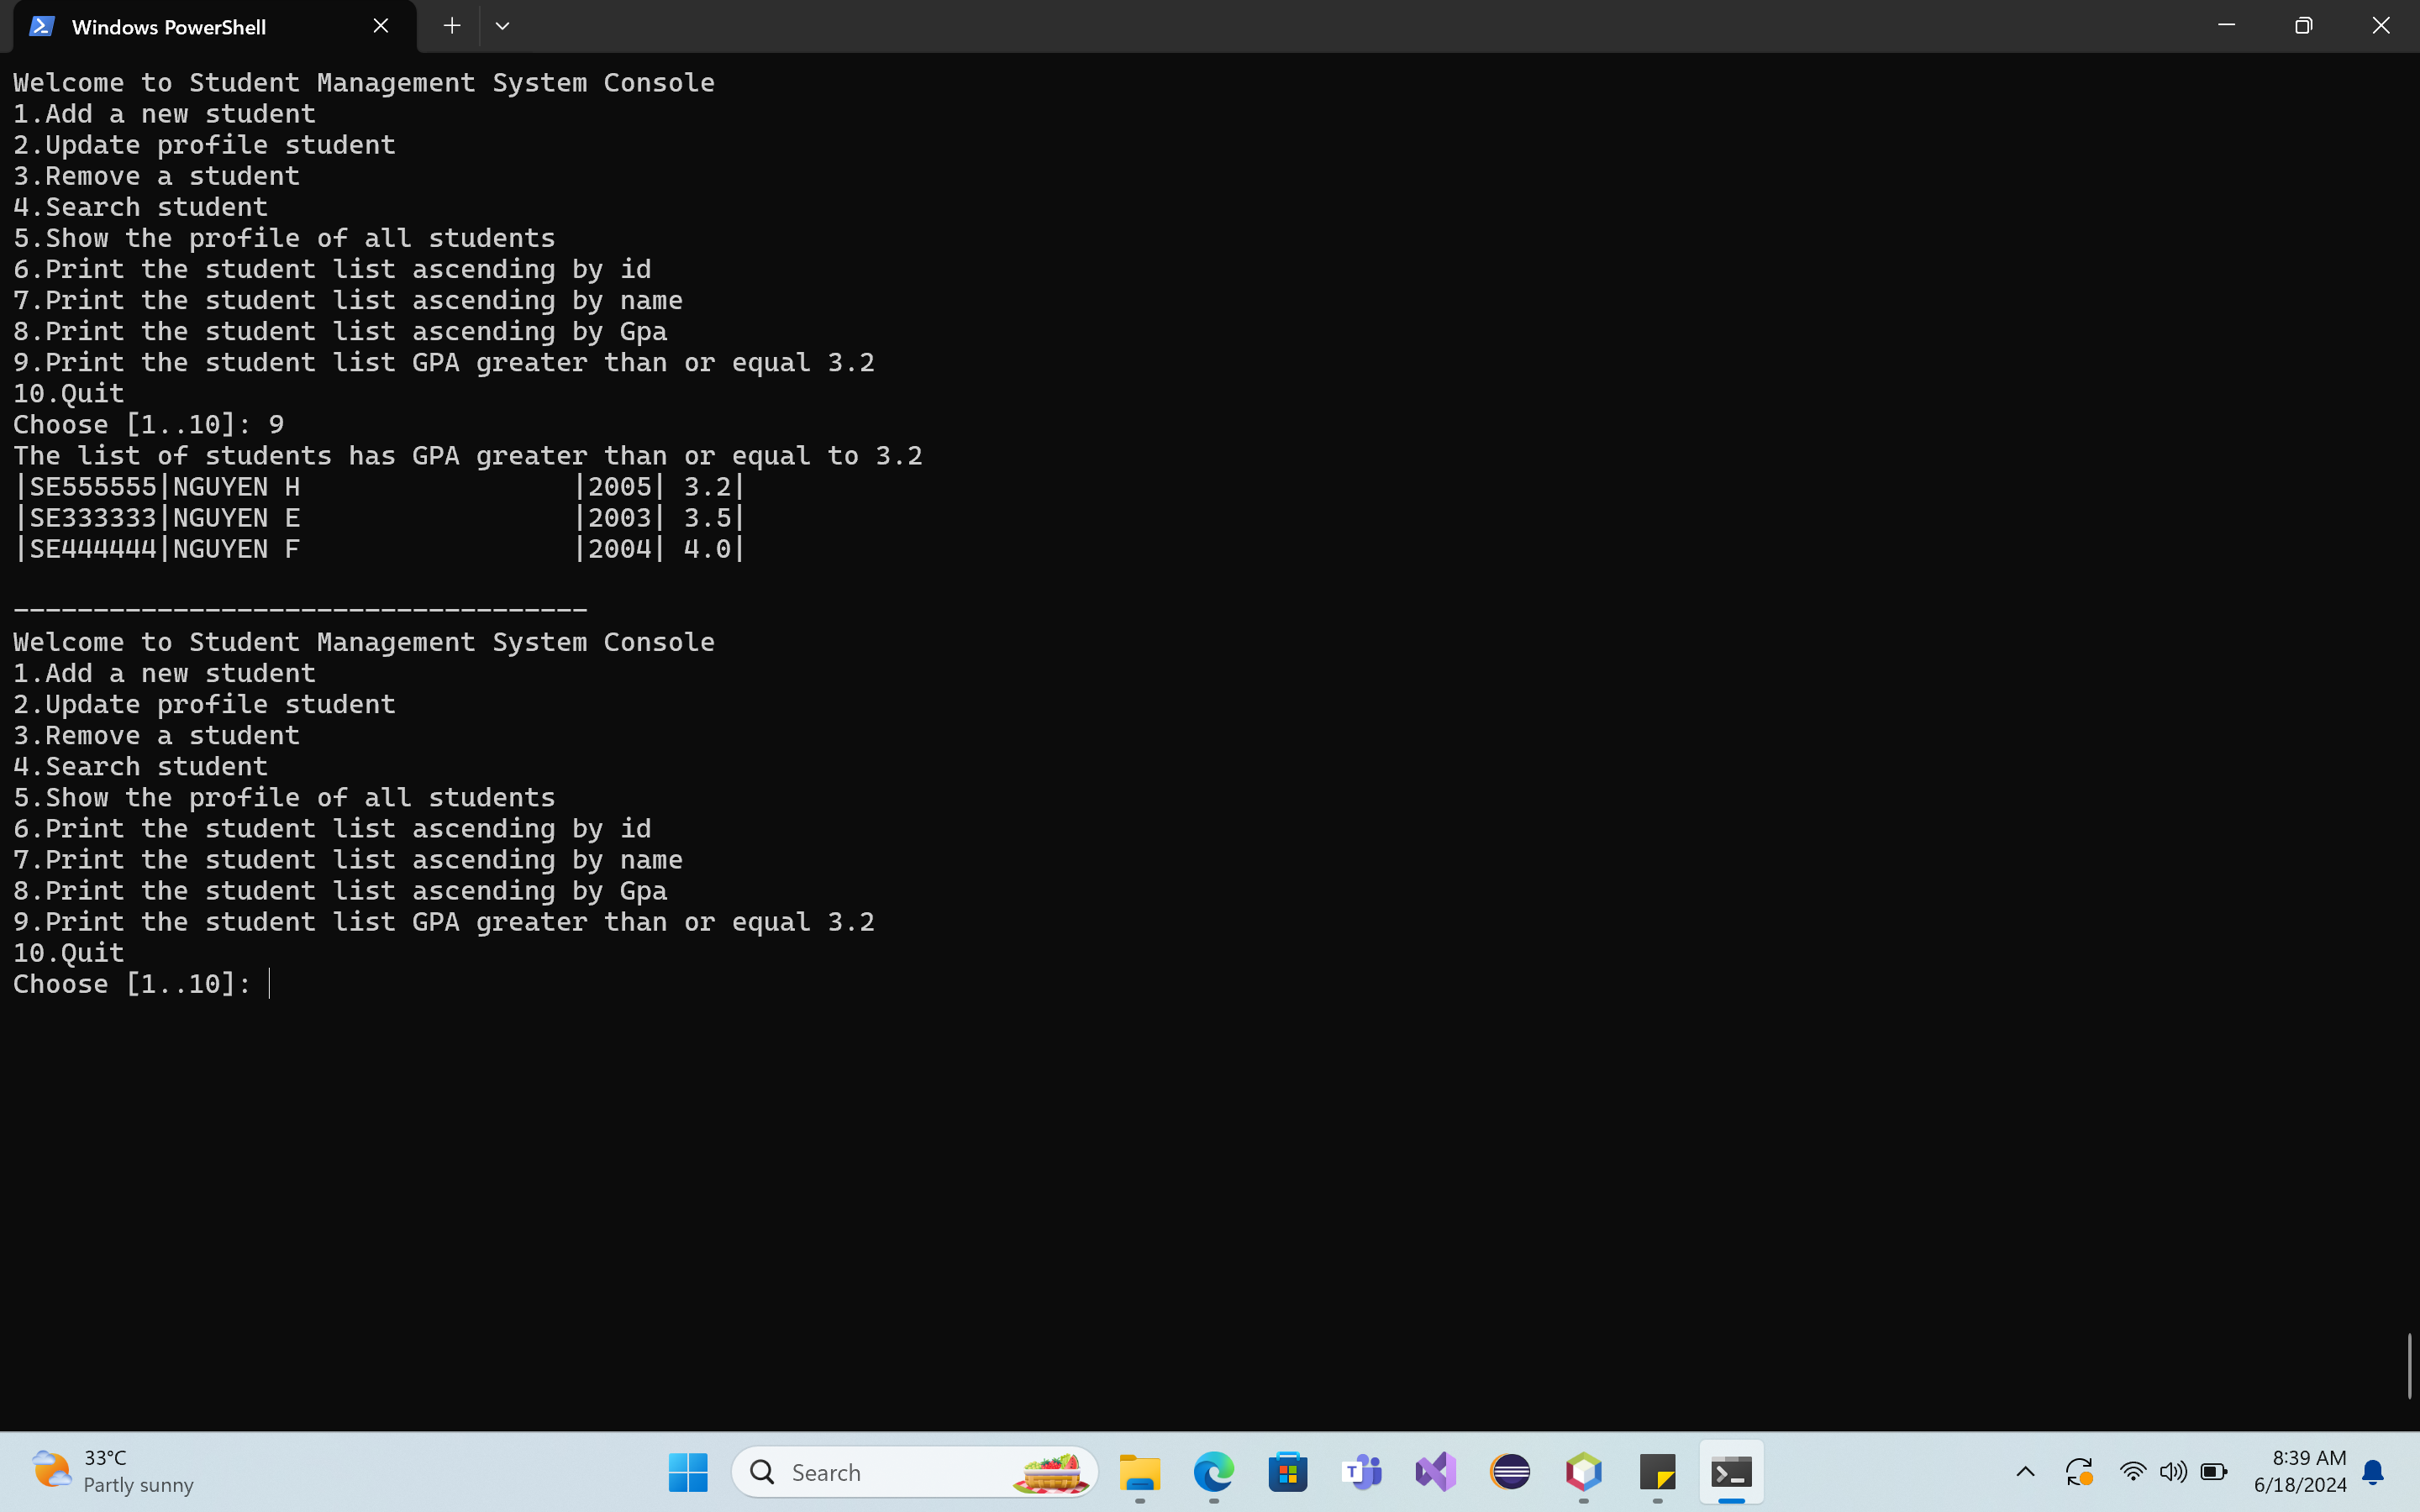 Windows PowerShell
Welcome to Student Management System Console
1.Add a new student
2.Update profile student
3.Remove a student
4.Search student
5.Show the profile of all students
6.Print the student list ascending by id
7.Print the student list ascending by name
8.Print the student list ascending by Gpa
9.Print the student list GPA greater than or equal 3.2
10.Quit
Choose [1..10]: 9
The list of students has GPA greater than or equal to 3.2
|SE555555|NGUYEN H                 |2005| 3.2|
|SE333333|NGUYEN E                 |2003| 3.5|
|SE444444|NGUYEN F                 |2004| 4.0|
------------------------------------
Welcome to Student Management System Console
1.Add a new student
2.Update profile student
3.Remove a student
4.Search student
5.Show the profile of all students
6.Print the student list ascending by id
7.Print the student list ascending by name
8.Print the student list ascending by Gpa
9.Print the student list GPA greater than or equal 3.2
10.Quit
Choose [1..10]:
33°C
Partly sunny
Search
8:39 AM
6/18/2024